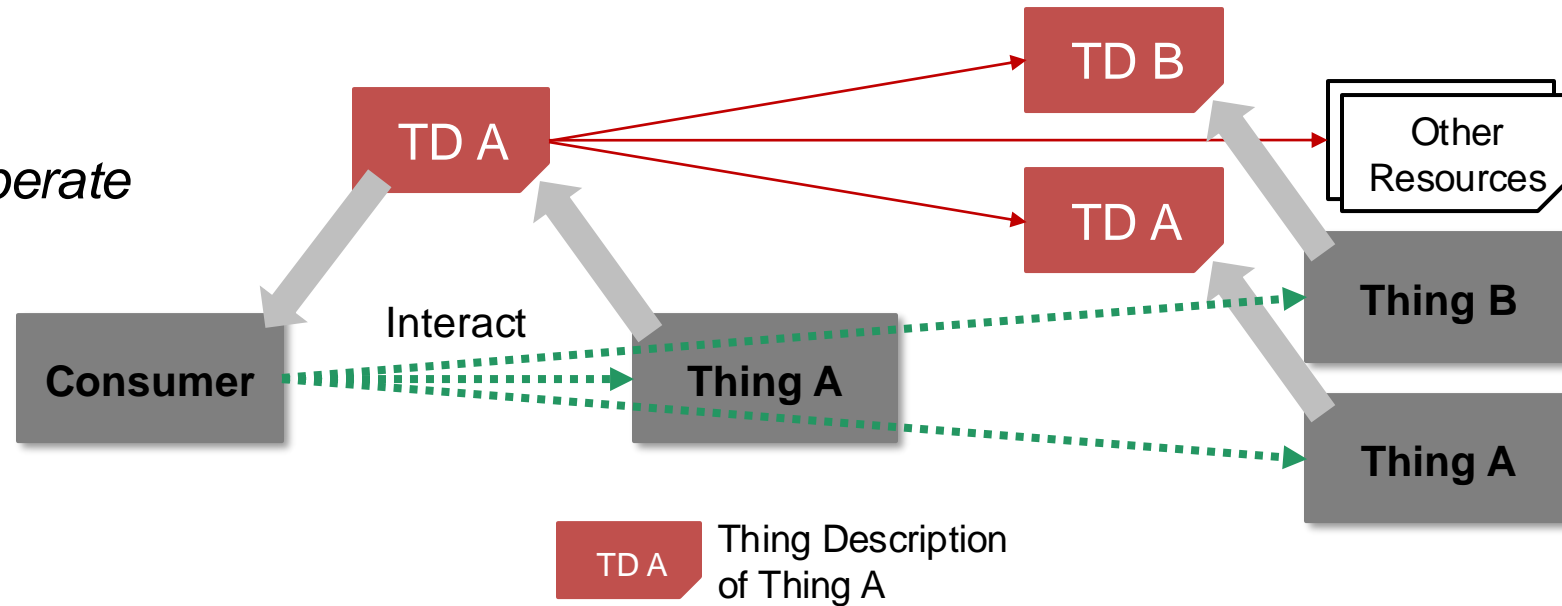 TD B
TD A
Other
Resources
perate
TD A
Thing B
Interact
Consumer
Thing A
Thing A
TD A
Thing Description
of Thing A